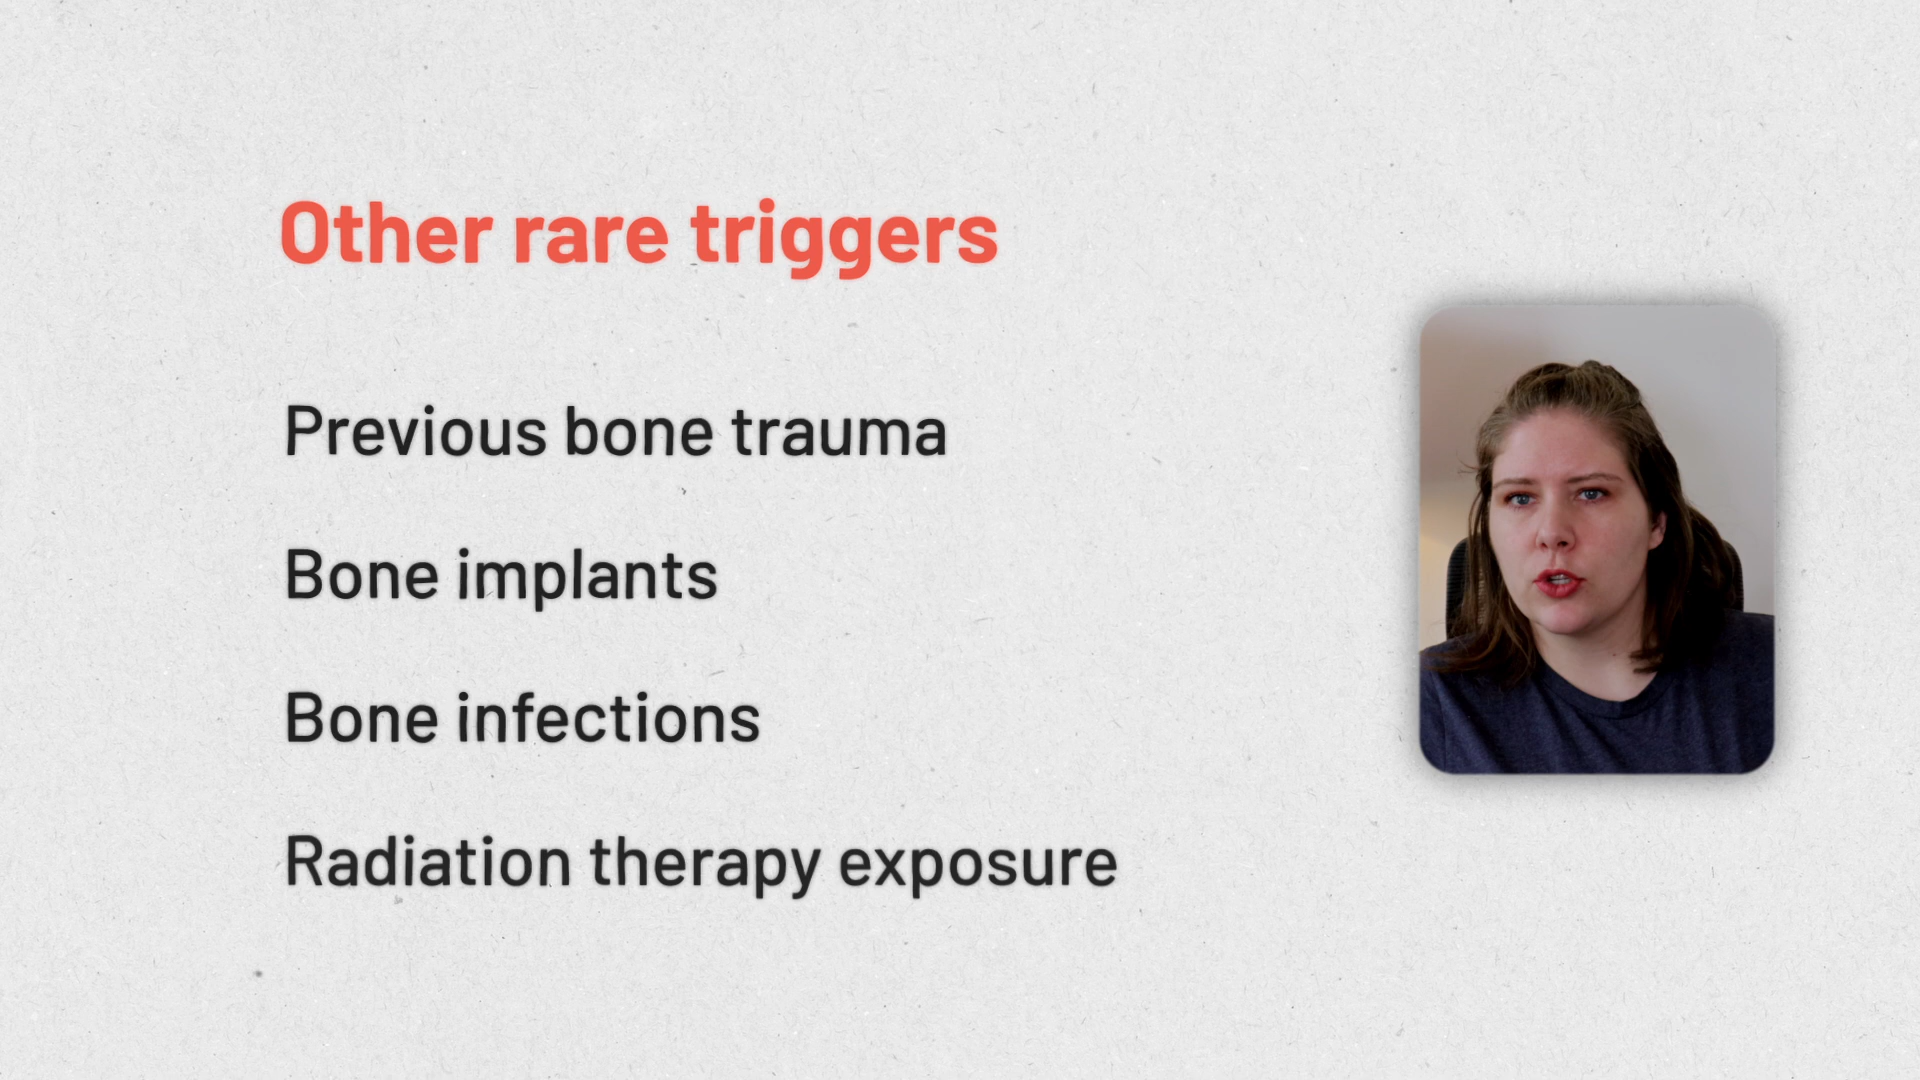 Other rare triggers
Previous bone trauma
Bone implants
Bone infections
Radiation therapy exposure